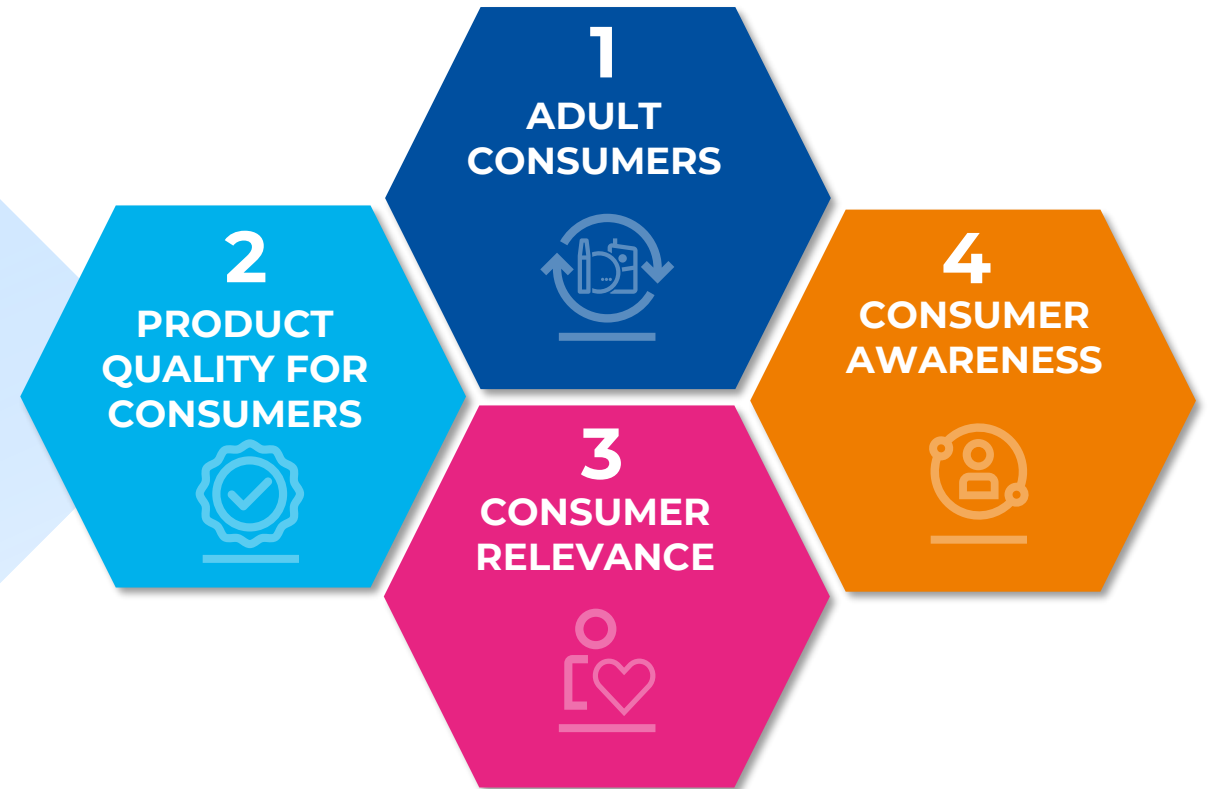 1
ADULT
CONSUMERS
2
PRODUCT
QUALITY FOR
CONSUMERS
3
CONSUMER
RELEVANCE
4
CONSUMER
AWARENESS